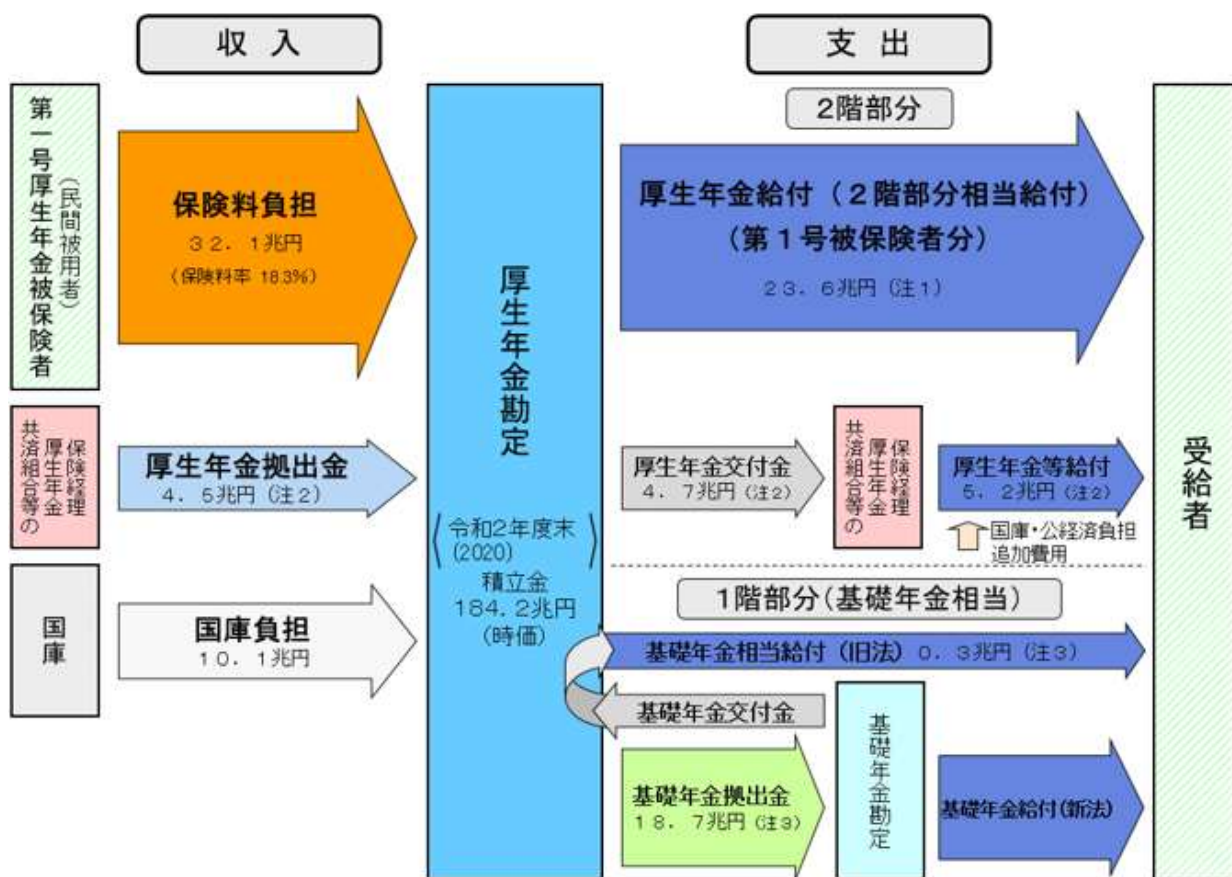 収 入
支 出
第一号厚生年金被保険者
(民間被用者)
保険料負担
32.1兆円
(保険料率 18.3%)
共済組合等の
厚生年金
保険経理
厚生年金拠出金
4.5兆円(注2)
国庫
国庫負担
10.1兆円
厚生年金勘定
令和2年度末
(2020)
積立金
184.2兆円
(時価)
2階部分
厚生年金給付(2階部分相当給付)
(第1号被保険者分)
23.6兆円(注1)
厚生年金交付金
4.7兆円(注2)
共済組合等の
厚生年金
保険経理
厚生年金等給付
5.2兆円(注2)
国庫・公経済負担
追加費用
1階部分(基礎年金相当)
基礎年金相当給付(旧法)0.3兆円(注3)
基礎年金交付金
基礎年金拠出金
18.7兆円(注3)
基礎年金勘定
基礎年金給付(新法)
受給者